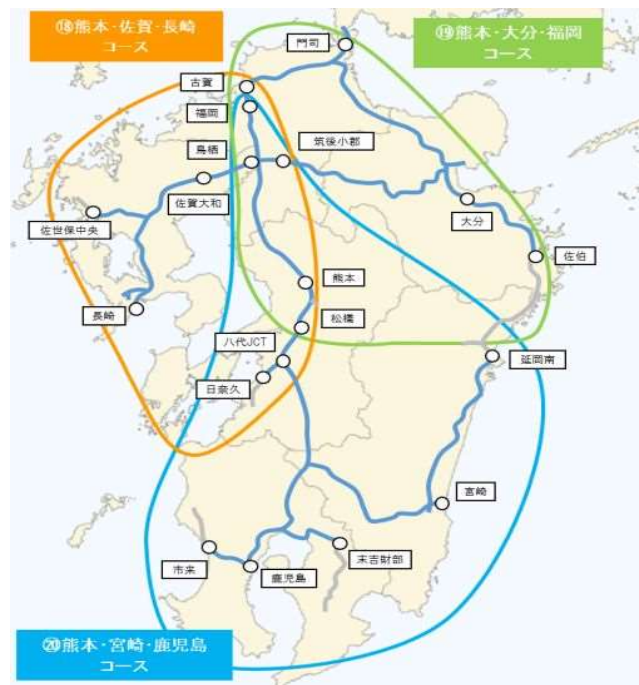 ⑱熊本・佐賀・長崎
コース
⑲熊本・大分・福岡
コース
門司
古賀
福岡
鳥栖
筑後小郡
佐賀大和
佐世保中央
大分
佐伯
熊本
長崎
松橋
八代JCT
延岡南
日奈久
宮崎
市来
鹿児島
末吉財部
⑳熊本・宮崎・鹿児島
コース